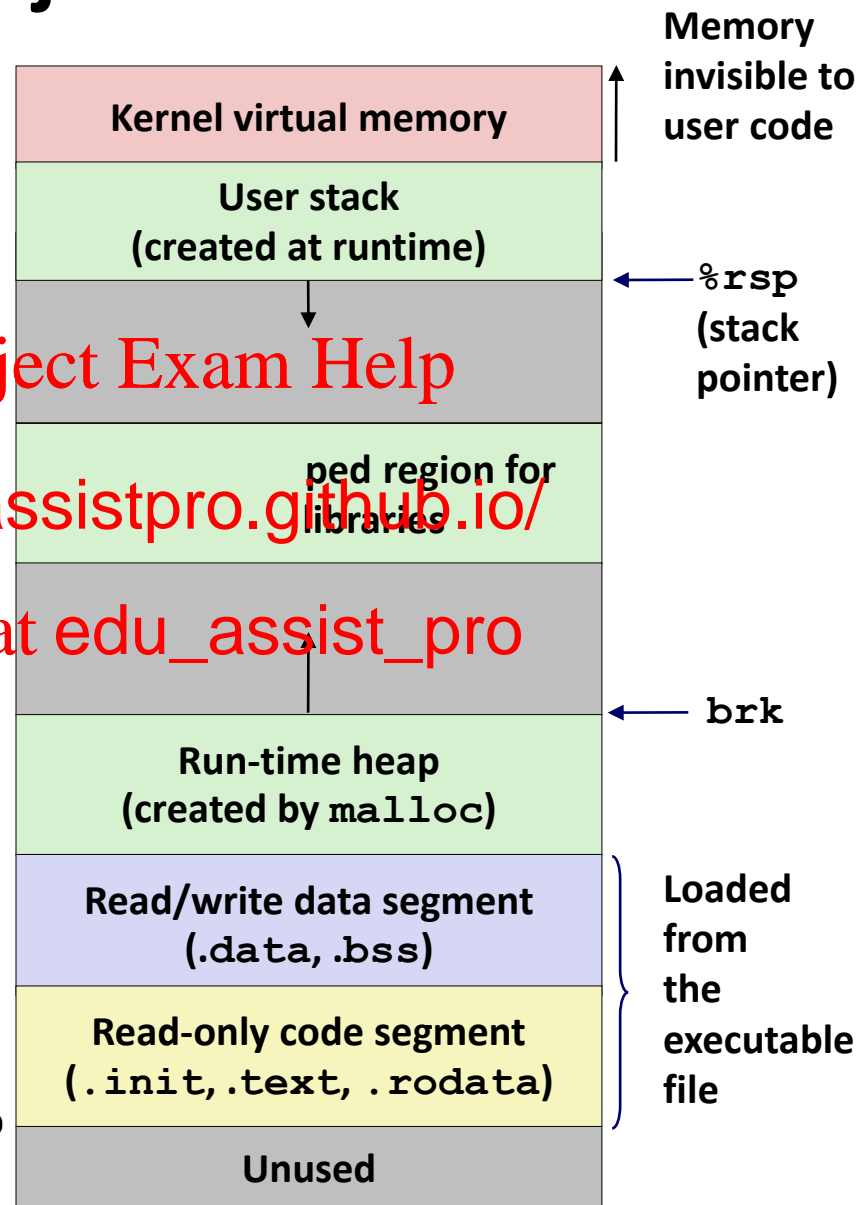 Memory
invisible to
user code
Kernel virtual memory
User stack
(created at runtime)
%rsp
(stack
pointer)
ject Exam Help
ped region for
assistpro.github.io/
libraries
at edu_assist_pro
brk
Run-time heap
(created by malloc)
Read/write data segment
(.data, .bss)
Loaded
from
the
executable
file
Read-only code segment
(.init, .text, .rodata)
Unused